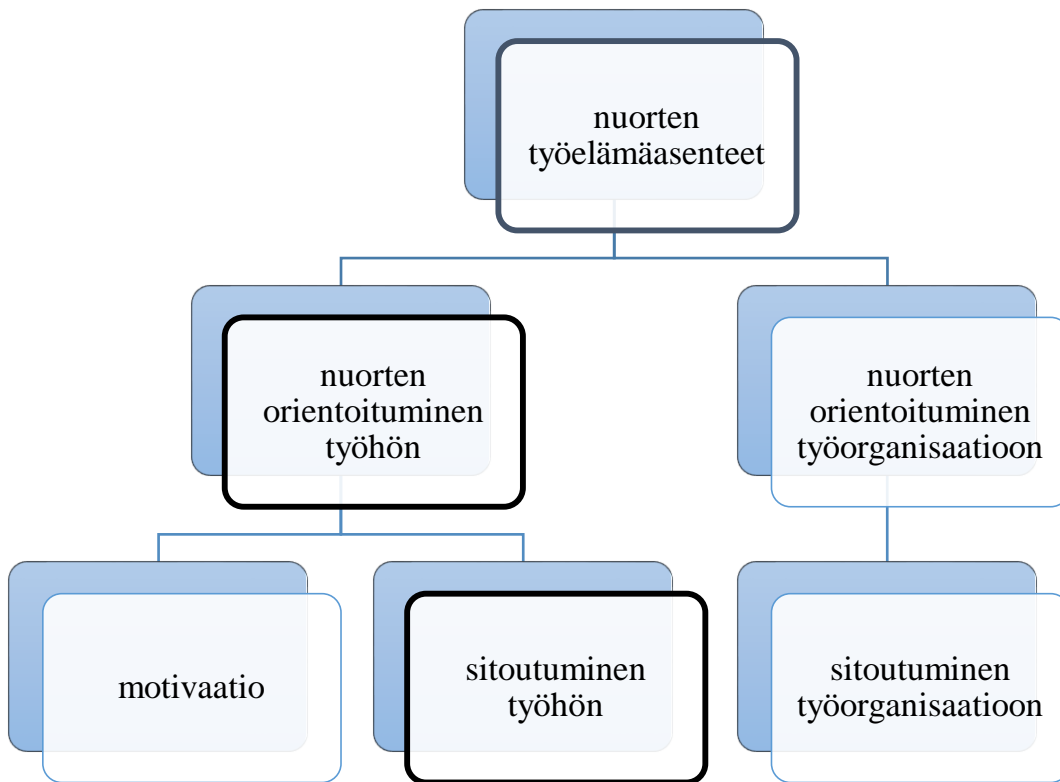 nuorten
työelämäasenteet
nuorten
orientoituminen
työhön
nuorten
orientoituminen
työorganisaatioon
motivaatio
sitoutuminen
työhön
sitoutuminen
työorganisaatioon